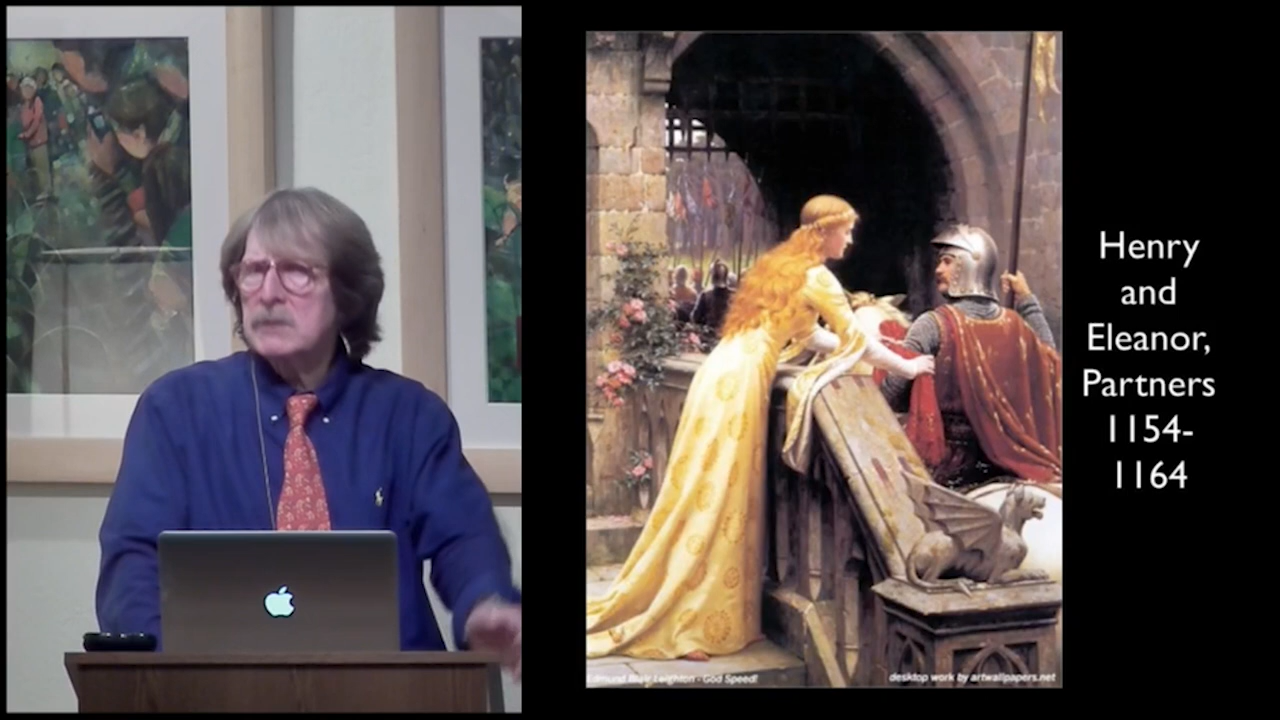 Henry
and
Eleanor,
Partners
1154-
1164
Edmund Blair Leighton - God Speed!
desktop work by artwallpapers.net